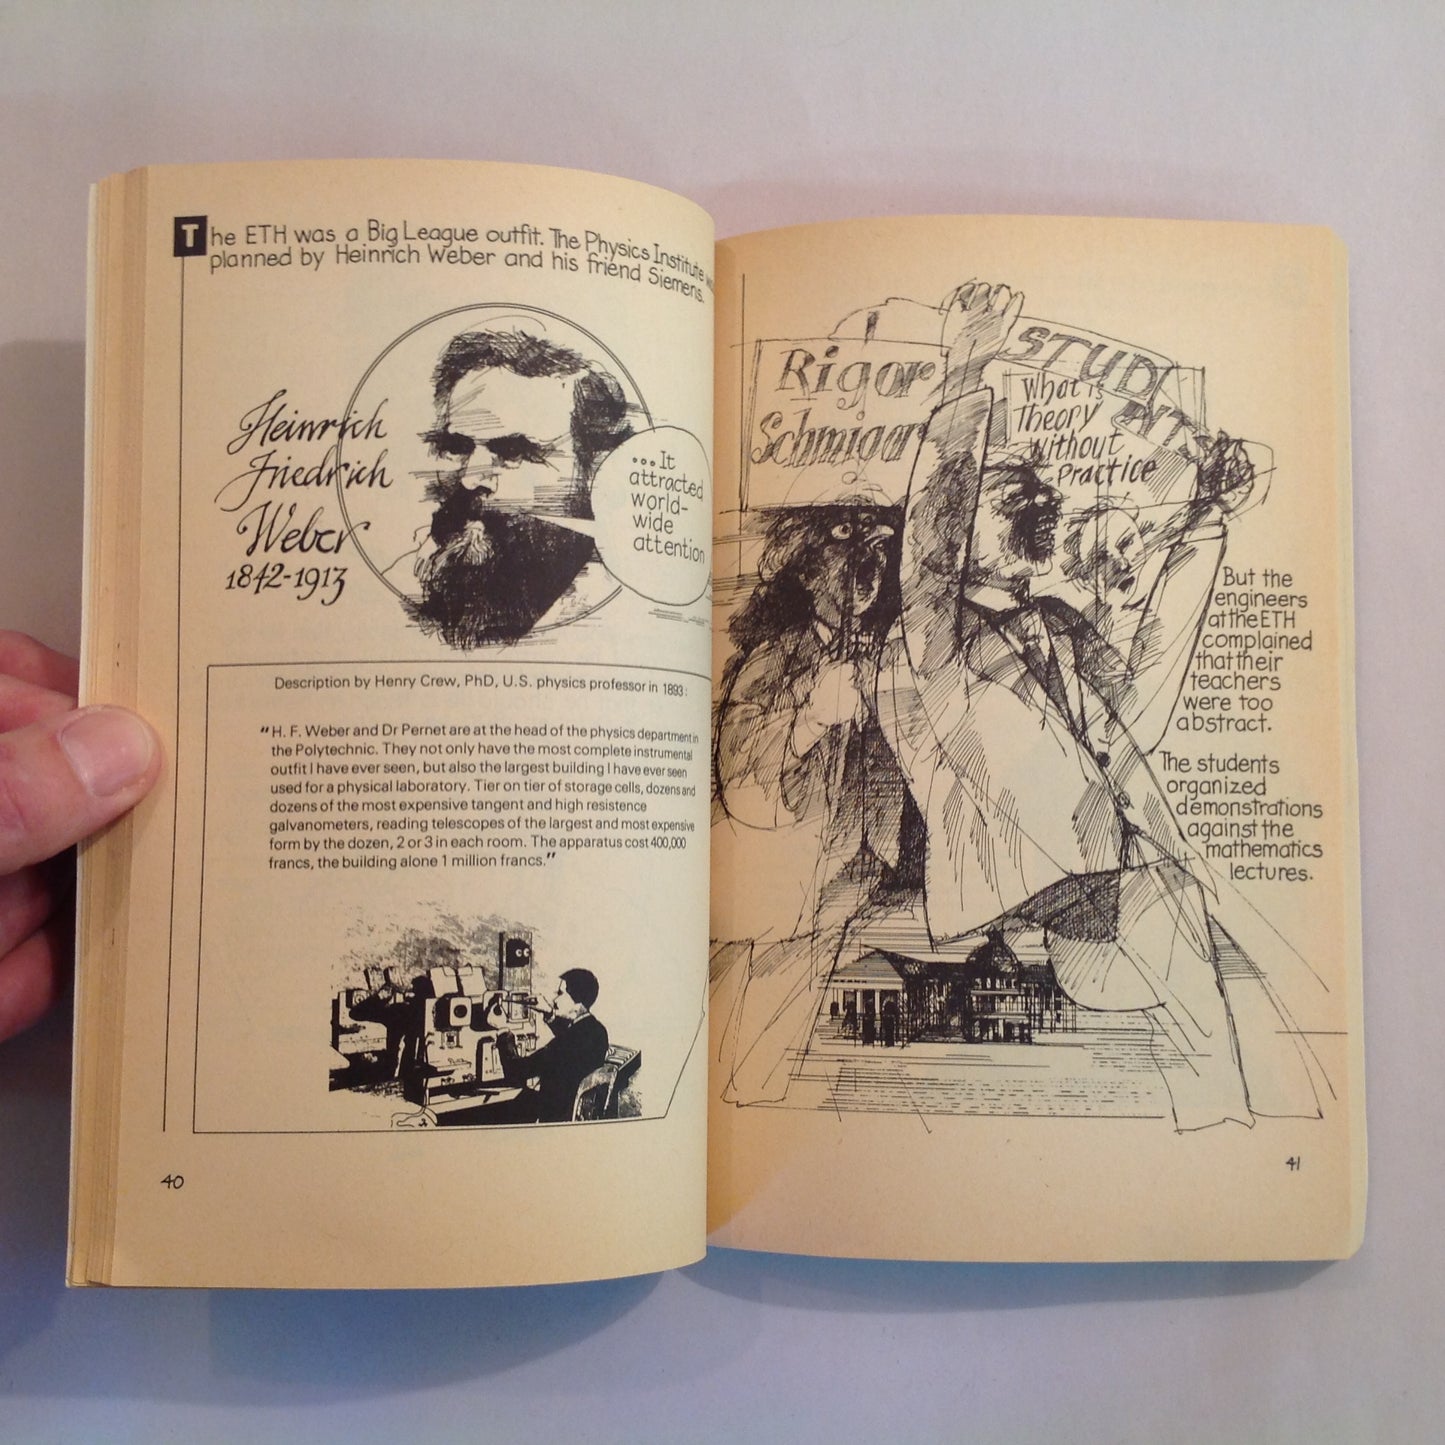 The ETH was a Big League outfit. The Physics Institute
planned by Heinrich Weber and his friend Siemens.
Heinrich
Friedrich
Weber
1842-1913
...It
attracted
world-
wide
attention
Description by Henry Crew, PhD, U.S. physics professor in 1893:
"H. F. Weber and Dr Pernet are at the head of the physics department in
the Polytechnic. They not only have the most complete instrumental
outfit I have ever seen, but also the largest building I have ever seen
used for a physical laboratory. Tier on tier of storage cells, dozens and
dozens of the most expensive tangent and high resistence
galvanometers, reading telescopes of the largest and most expensive
form by the dozen, 2 or 3 in each room. The apparatus cost 400,000
francs, the building alone 1 million francs."
40
Rigor
Schmigor
STUDENTS
What is
Theory
without
Practice
But the
engineers
at the ETH
complained
that their
teachers
were too
abstract.
The students
organized
demonstrations
against the
mathematics
lectures.
41